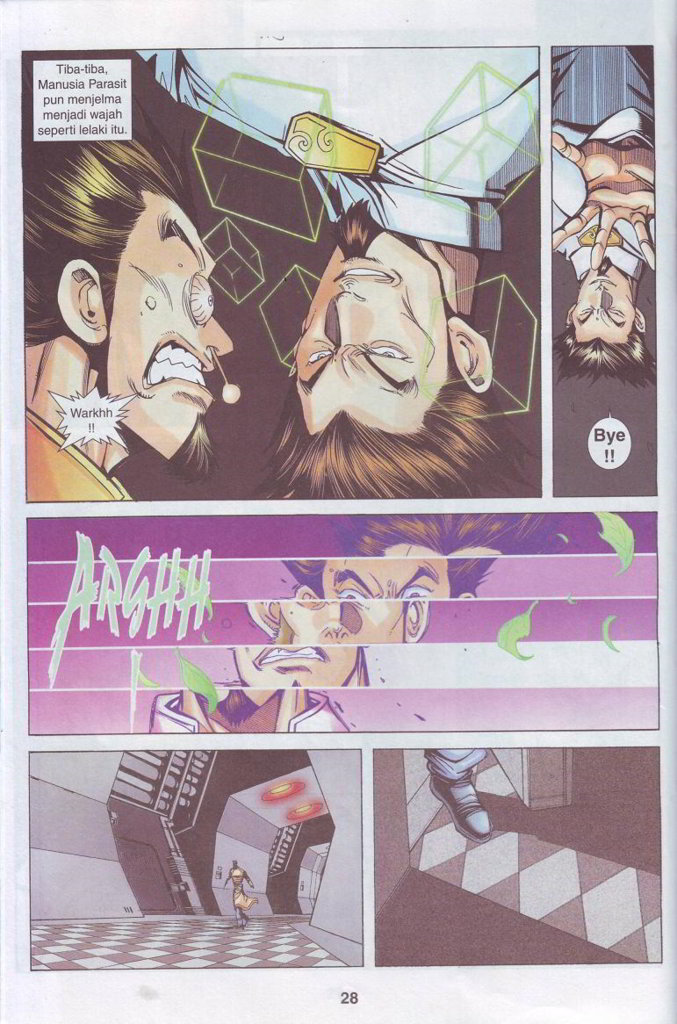 Tiba-tiba,
Manusia Parasit
pun menjelma
menjadi wajah
seperti lelaki itu.
Warkhh
!!
Bye
!!
ARGHH
28